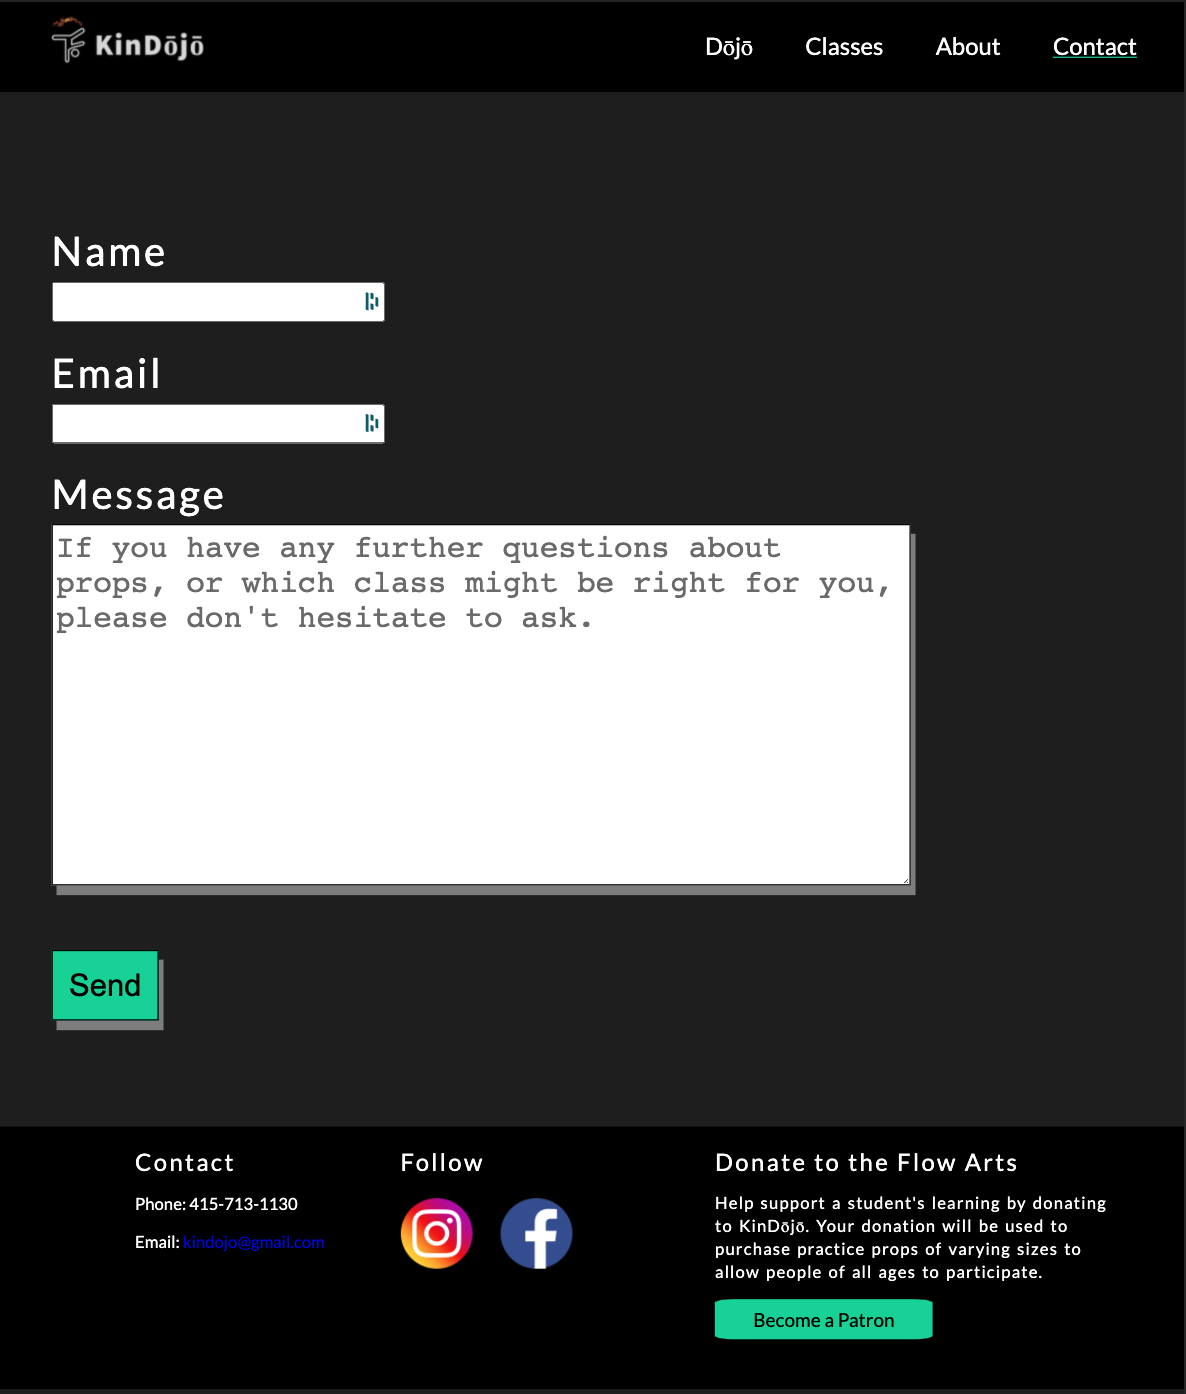 KinDōjō
Dōjō Classes About Contact
Name
Email
Message
If you have any further questions about
props, or which class might be right for you,
please don't hesitate to ask.
Send
Contact
Phone: 415-713-1130
Email: kindojo@gmail.com
Follow
Donate to the Flow Arts
Help support a student's learning by donating
to KinDōjō. Your donation will be used to
purchase practice props of varying sizes to
allow people of all ages to participate.
Become a Patron